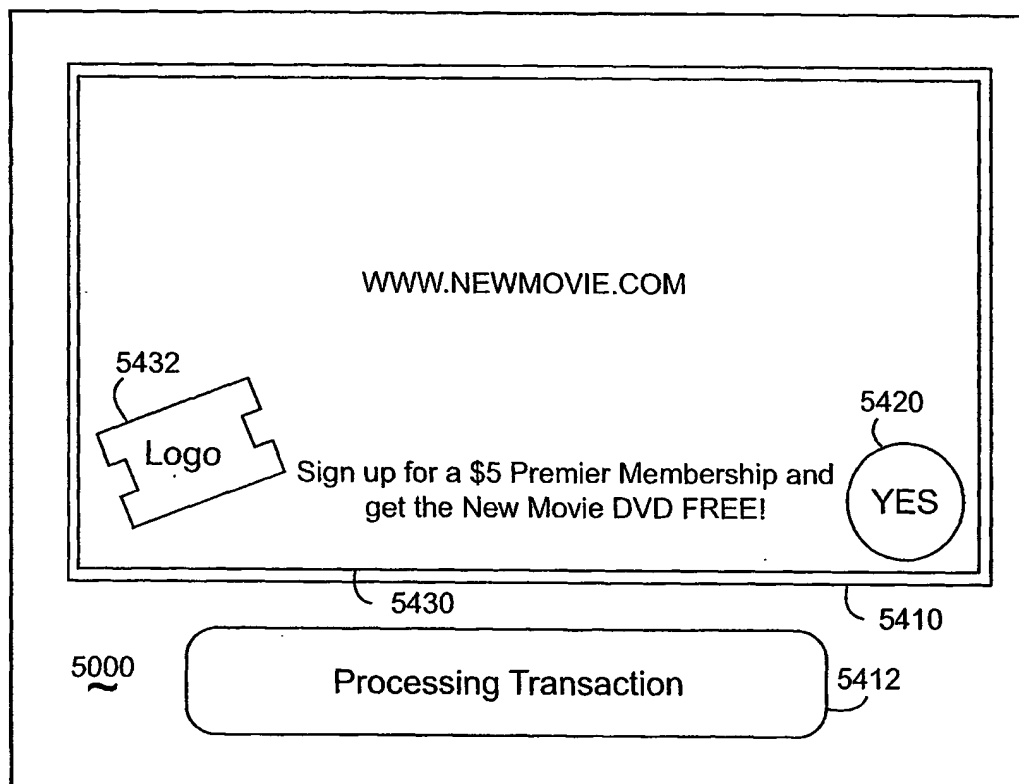 WWW.NEWMOVIE.COM
5432
Logo
5420
Sign up for a $5 Premier Membership and
get the New Movie DVD FREE!
YES
5430
5410
5000
Processing Transaction
5412